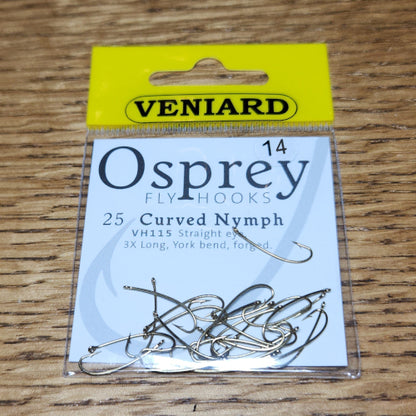 VENIARD
14
Osprey
FLY HOOKS
25 Curved Nymph
VH115 Straight eye,
3X Long, York bend, forged.